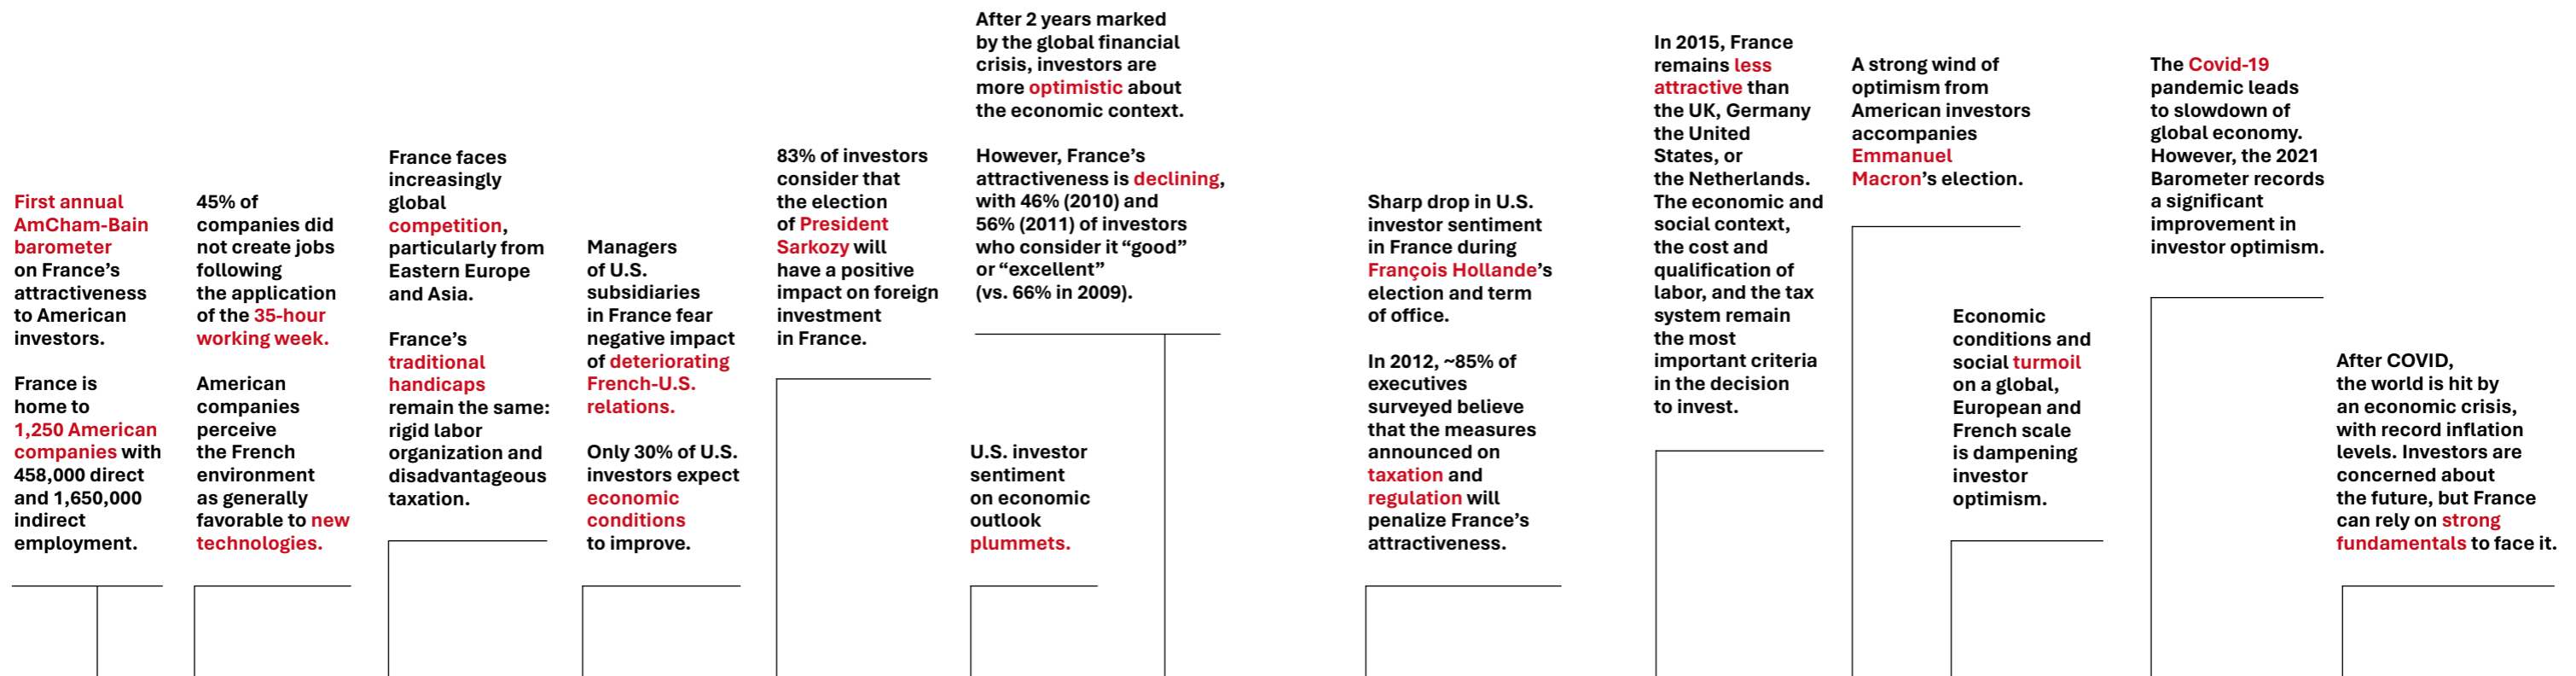 First annual
AmCham-Bain
barometer
on France's
attractiveness
to American
investors.
France is
home to
1,250 American
companies with
458,000 direct
and 1,650,000
indirect
employment.
45% of
companies did
not create jobs
following
the application
of the 35-hour
working week.
American
companies
perceive
the French
environment
as generally
favorable to new
technologies.
France faces
increasingly
global
competition,
particularly from
Eastern Europe
and Asia.
France's
traditional
handicaps
remain the same:
rigid labor
organization and
disadvantageous
taxation.
Managers
of U.S.
subsidiaries
in France fear
negative impact
of deteriorating
French-U.S.
relations.
Only 30% of U.S.
investors expect
economic
conditions
to improve.
83% of investors
consider that
the election
of President
Sarkozy will
have a positive
impact on foreign
investment
in France.
After 2 years marked
by the global financial
crisis, investors are
more optimistic about
the economic context.
However, France's
attractiveness is declining,
with 46% (2010) and
56% (2011) of investors
who consider it “good”
or “excellent”
(vs. 66% in 2009).
U.S. investor
sentiment
on economic
outlook
plummets.
Sharp drop in U.S.
investor sentiment
in France during
François Hollande's
election and term
of office.
In 2012, ~85% of
executives
surveyed believe
that the measures
announced on
taxation and
regulation will
penalize France's
attractiveness.
In 2015, France
remains less
attractive than
the UK, Germany
the United
States, or
the Netherlands.
The economic and
social context,
the cost and
qualification of
labor, and the tax
system remain
the most
important criteria
in the decision
to invest.
A strong wind of
optimism from
American investors
accompanies
Emmanuel
Macron's election.
Economic
conditions and
social turmoil
on a global,
European and
French scale
is dampening
investor
optimism.
The Covid-19
pandemic leads
to slowdown of
global economy.
However, the 2021
Barometer records
a significant
improvement in
investor optimism.
After COVID,
the world is hit by
an economic crisis,
with record inflation
levels. Investors are
concerned about
the future, but France
can rely on strong
fundamentals to face it.